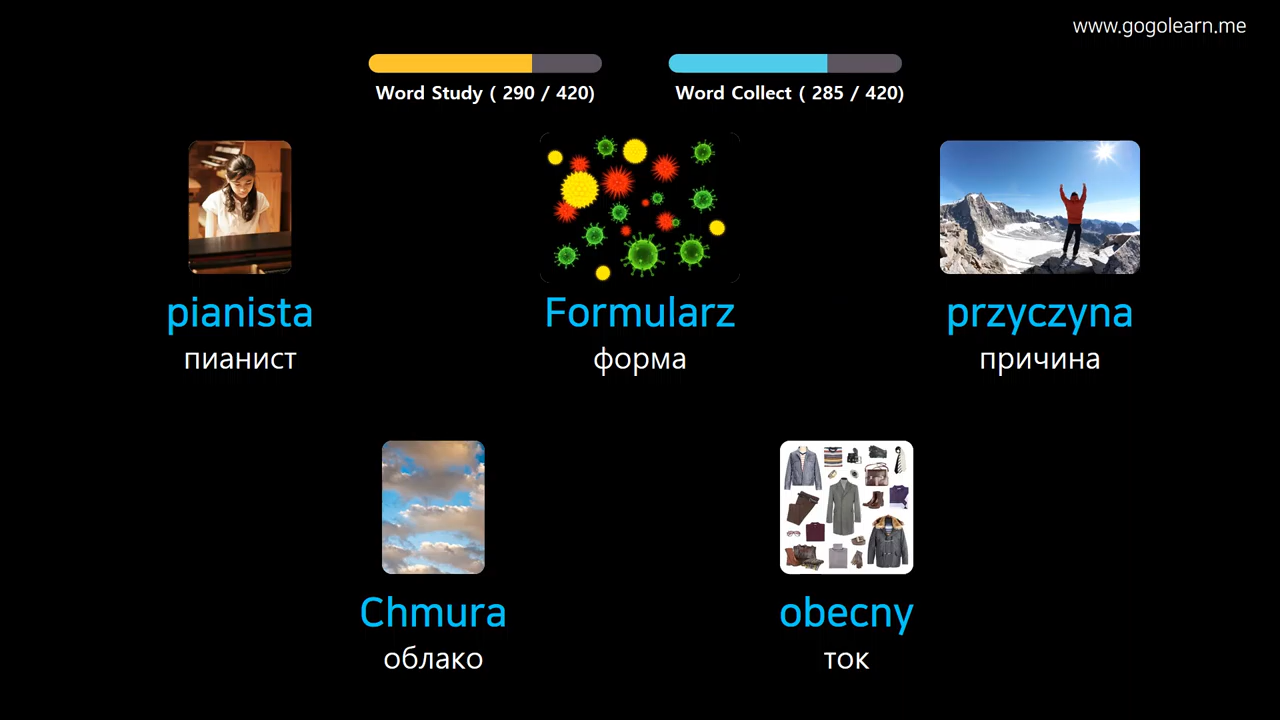 www.gogolearn.me
Word Study ( 290 / 420)
Word Collect ( 285 / 420)
pianista
пианист
Formularz
форма
przyczyna
причина
Chmura
облако
obecny
ток